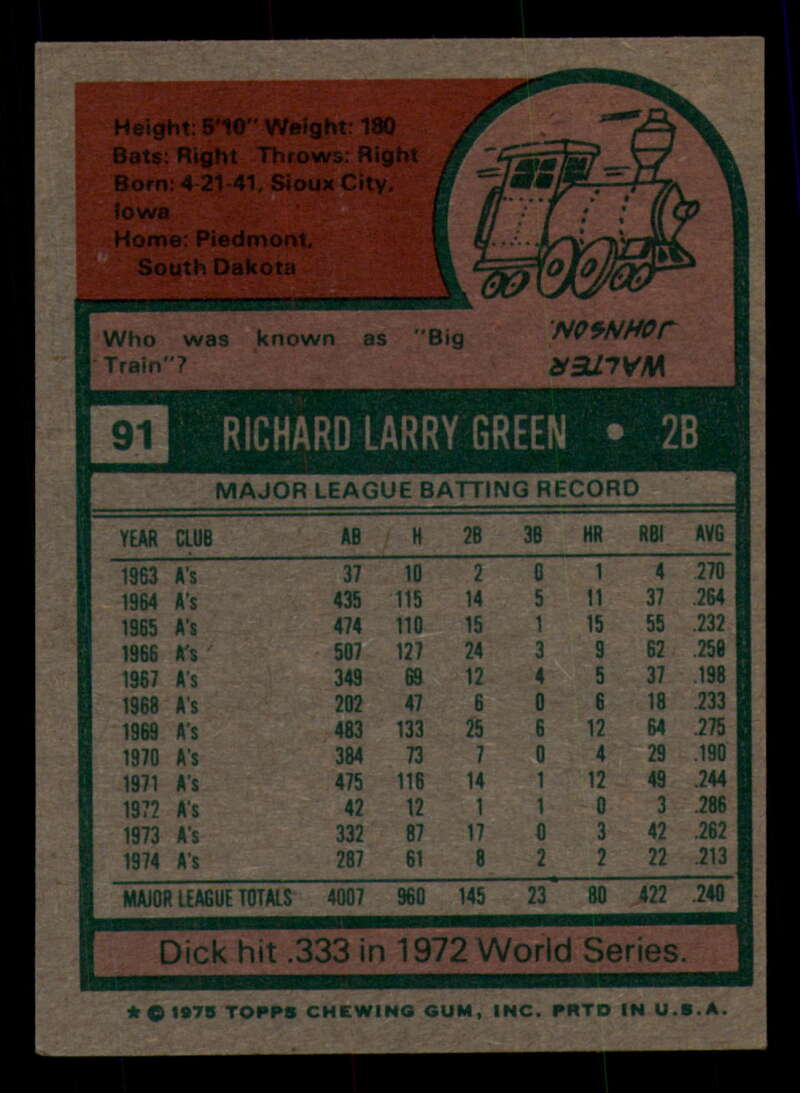 Height: 5'10" Weight: 180
Bats: Right Throws: Right
Born: 4-21-41, Sioux City,
Iowa
Home: Piedmont,
South Dakota
Who was known as "Big
Train"?
WALTER
JOHNSON.
91 RICHARD LARRY GREEN • 2B
MAJOR LEAGUE BATTING RECORD
YEAR CLUB AB H 2B 3B HR RBI AVG
1963 A's 37 10 2 0 1 4 .270
1964 A's 435 115 14 5 11 37 .264
1965 A's 474 110 15 1 15 55 .232
1966 A's 507 127 24 3 9 62 .250
1967 A's 349 69 12 4 5 37 .198
1968 A's 202 47 6 0 6 18 .233
1969 A's 483 133 25 6 12 64 .275
1970 A's 384 73 7 0 4 29 .190
1971 A's 475 116 14 1 12 49 .244
1972 A's 42 12 1 1 0 3 .286
1973 A's 332 87 17 0 3 42 .262
1974 A's 287 61 8 2 2 22 .213
MAJOR LEAGUE TOTALS 4007 960 145 23 80 422 .240
Dick hit .333 in 1972 World Series.
★ © 1975 TOPPS CHEWING GUM, INC. PRTD IN U.S.A.